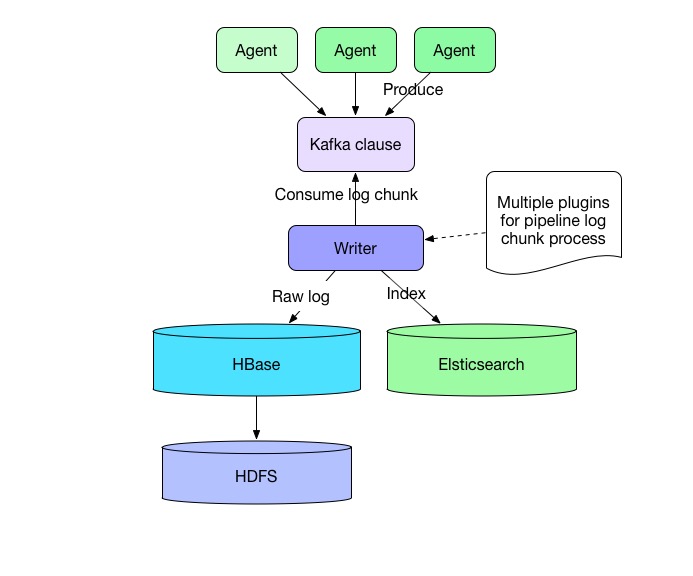 Agent
Agent
Agent
Produce
Kafka clause
Consume log chunk
Multiple plugins
for pipeline log
chunk process
Writer
Raw log
Index
HBase
Elsticsearch
HDFS